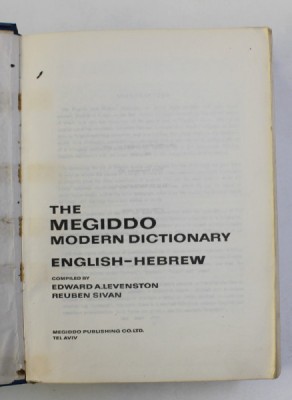 THE
MEGIDDO
MODERN DICTIONARY
ENGLISH-HEBREW
COMPILED BY
EDWARD A.LEVENSTON
REUBEN SIVAN
MEGIDDO PUBLISHING CO.LTD.
TEL AVIV